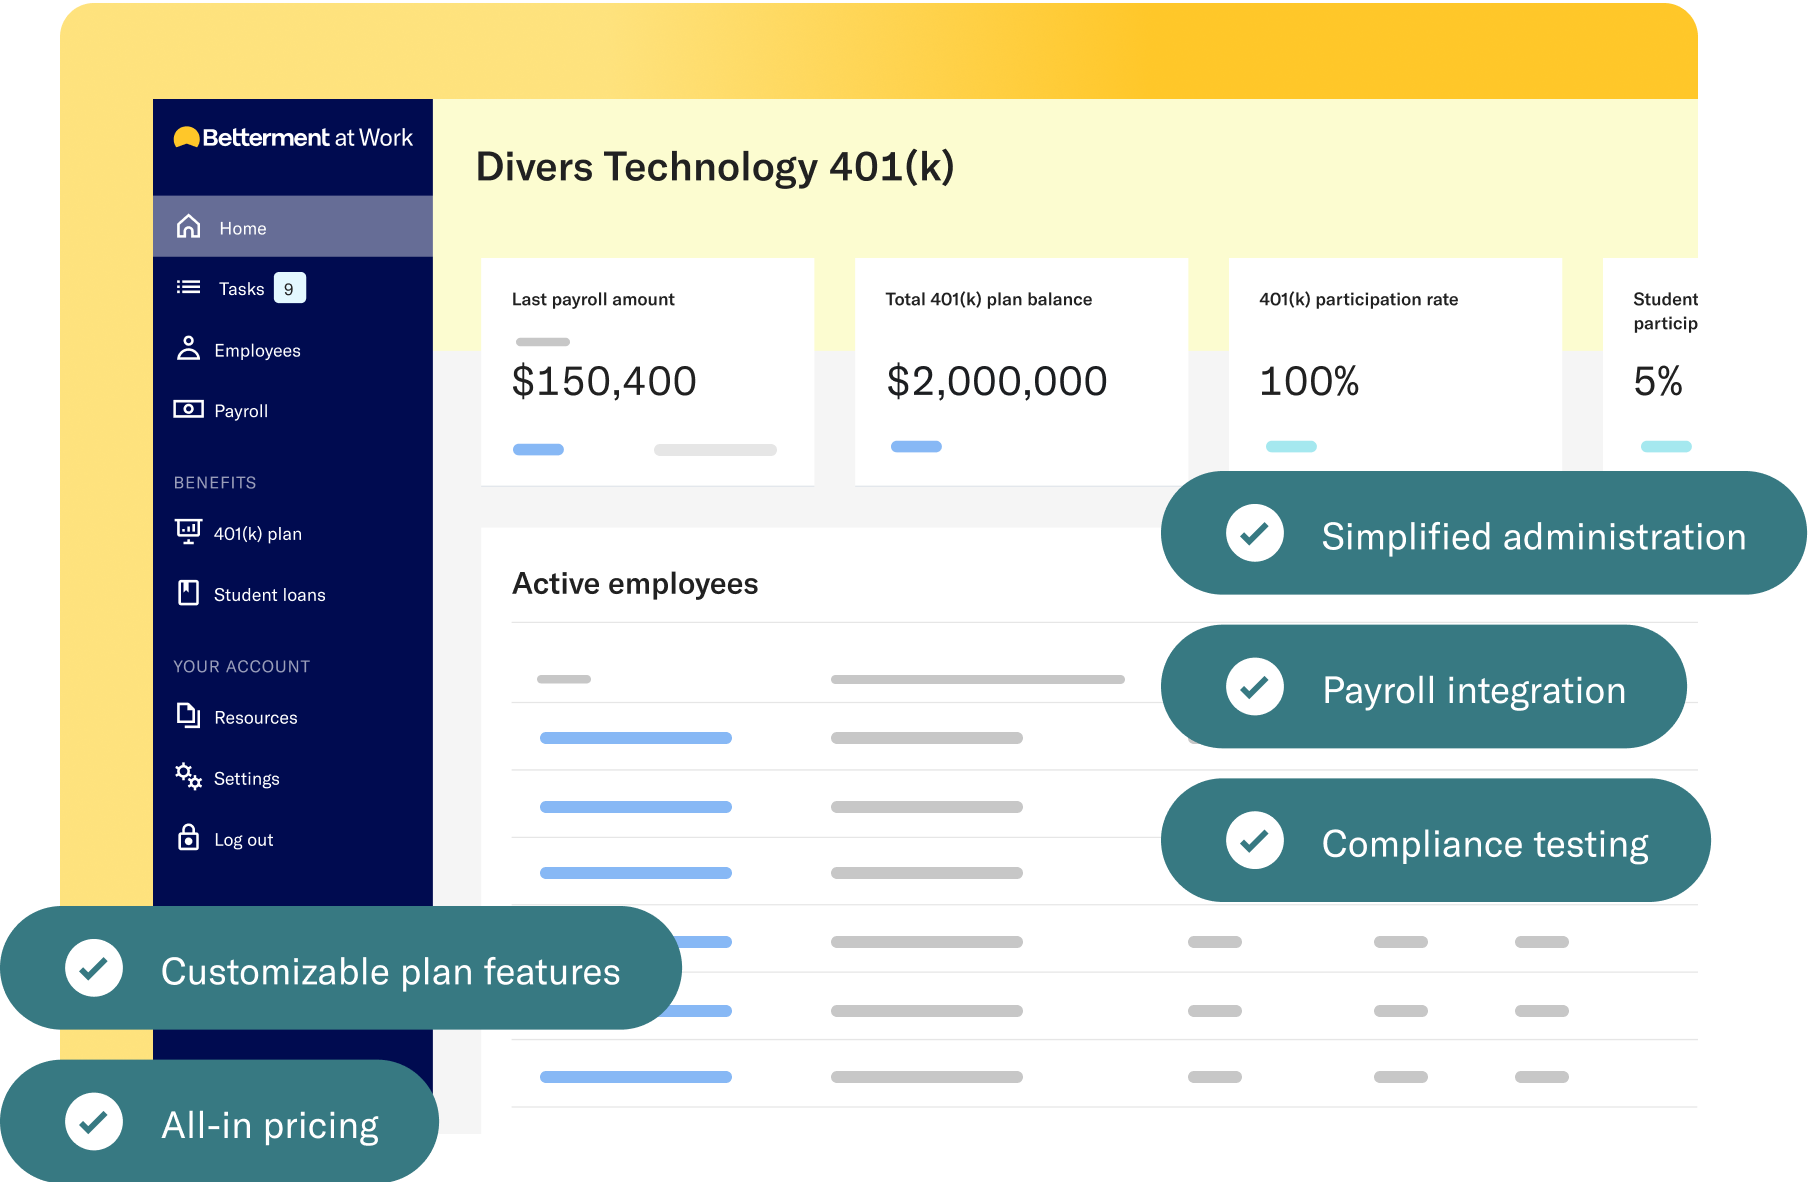 Betterment at Work
Home
Tasks 9
Employees
Payroll
BENEFITS
401(k) plan
Student loans
YOUR ACCOUNT
Resources
Settings
Log out
Divers Technology 401(k)
Last payroll amount
$150,400
Total 401(k) plan balance
$2,000,000
401(k) participation rate
100%
Student
particip
5%
Active employees
Simplified administration
Payroll integration
Compliance testing
Customizable plan features
All-in pricing